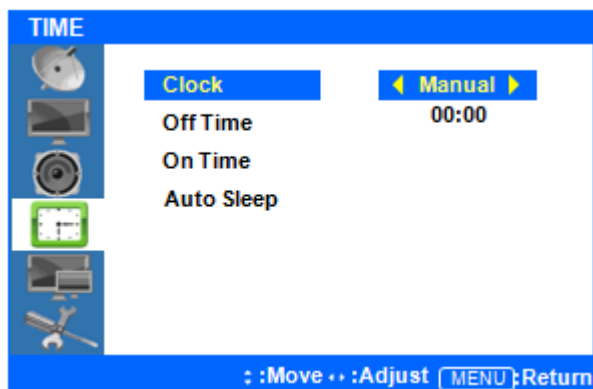 TIME
Clock Manual
Off Time 00:00
On Time
Auto Sleep
:Move :Adjust MENU:Return